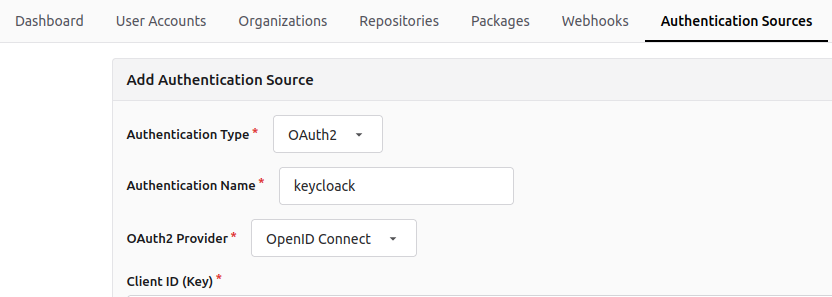 Dashboard User Accounts Organizations Repositories Packages Webhooks Authentication Sources
Add Authentication Source
Authentication Type * OAuth2
Authentication Name * keycloack
OAuth2 Provider * OpenID Connect
Client ID (Key) *